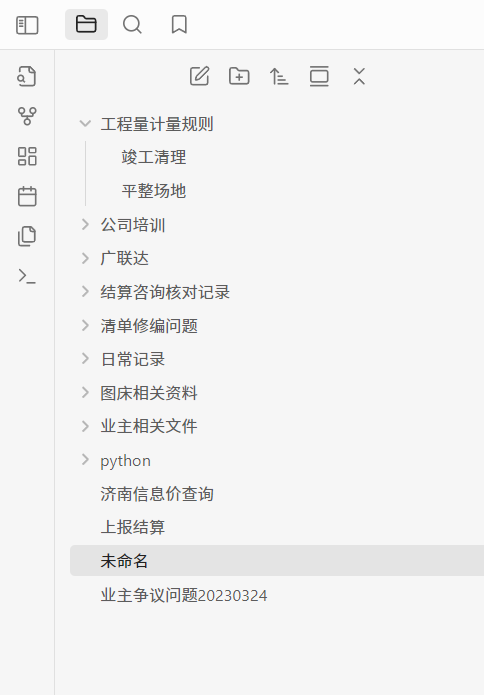 工程量计量规则
竣工清理
平整场地
公司培训
广联达
结算咨询核对记录
清单修编问题
日常记录
图床相关资料
业主相关文件
python
济南信息价查询
上报结算
未命名
业主争议问题20230324